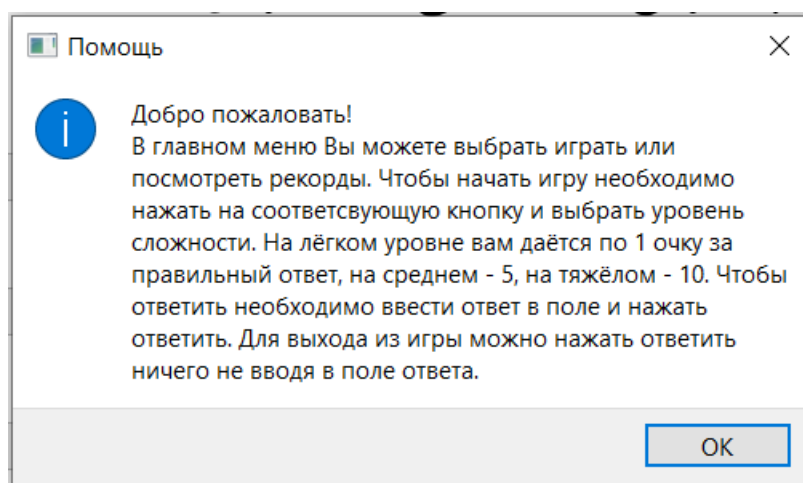 Помощь
Добро пожаловать!
В главном меню Вы можете выбрать играть или
посмотреть рекорды. Чтобы начать игру необходимо
нажать на соответсвующую кнопку и выбрать уровень
сложности. На лёгком уровне вам даётся по 1 очку за
правильный ответ, на среднем - 5, на тяжёлом - 10. Чтобы
ответить необходимо ввести ответ в поле и нажать
ответить. Для выхода из игры можно нажать ответить
ничего не вводя в поле ответа.
ОК